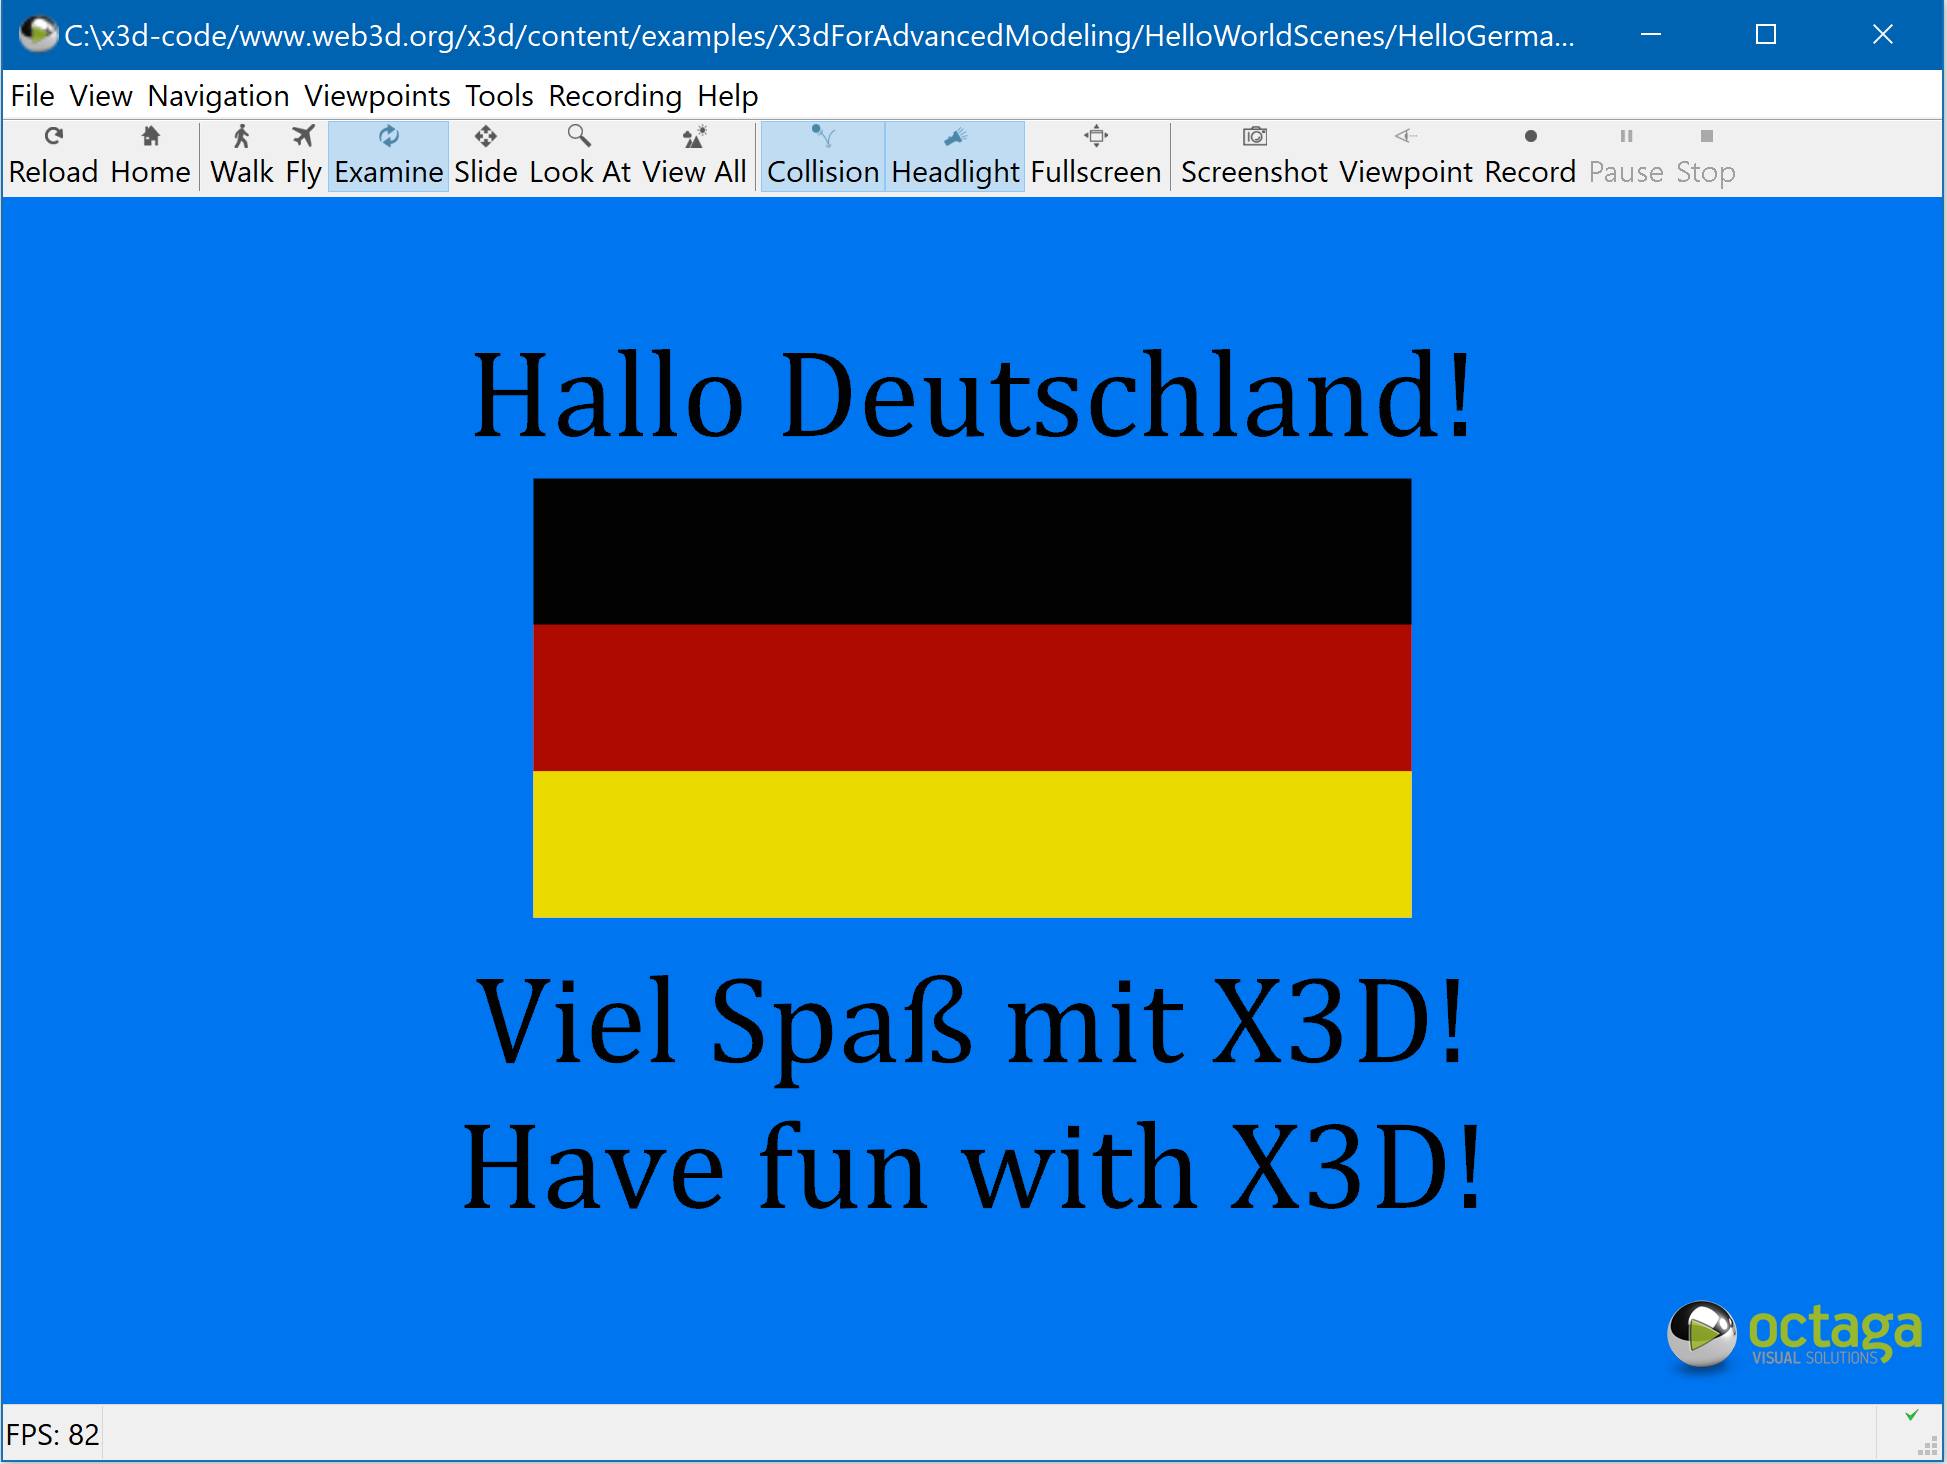 C:\x3d-code/www.web3d.org/x3d/content/examples/X3dForAdvancedModeling/HelloWorldScenes/HelloGerma...
File View Navigation Viewpoints Tools Recording Help
Reload Home Walk Fly Examine Slide Look At View All Collision Headlight Fullscreen Screenshot Viewpoint Record Pause Stop
Hallo Deutschland!
Viel Spaß mit X3D!
Have fun with X3D!
octaga
VISUAL SOLUTIONS
FPS: 82